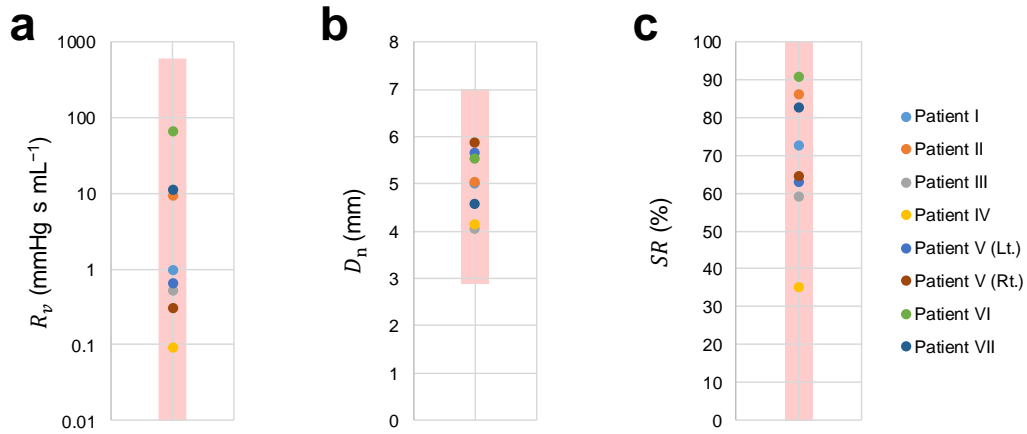 a
1000
100
10
1
0.1
0.01
R_v (mmHg s mL⁻¹)
b
8
7
6
5
4
3
2
1
0
D_n (mm)
c
100
90
80
70
60
50
40
30
20
10
0
SR (%)
Patient I
Patient II
Patient III
Patient IV
Patient V (Lt.)
Patient V (Rt.)
Patient VI
Patient VII